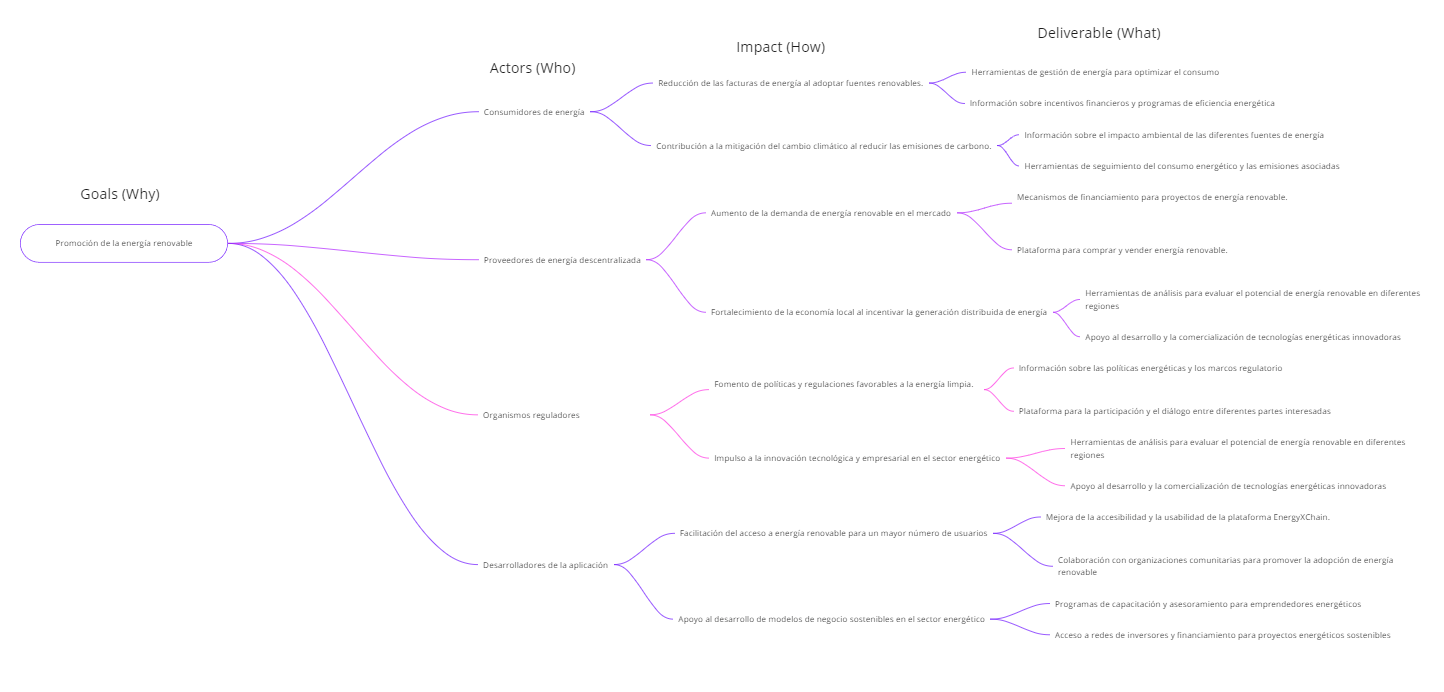 Goals (Why)
Promoción de la energía renovable
Actors (Who)
Consumidores de energía
Proveedores de energía descentralizada
Organismos reguladores
Desarrolladores de la aplicación
Impact (How)
Reducción de las facturas de energía al adoptar fuentes renovables.
Contribución a la mitigación del cambio climático al reducir las emisiones de carbono.
Aumento de la demanda de energía renovable en el mercado
Fortalecimiento de la economía local al incentivar la generación distribuida de energía
Fomento de políticas y regulaciones favorables a la energía limpia.
Impulso a la innovación tecnológica y empresarial en el sector energético
Facilitación del acceso a energía renovable para un mayor número de usuarios
Apoyo al desarrollo de modelos de negocio sostenibles en el sector energético
Deliverable (What)
Herramientas de gestión de energía para optimizar el consumo
Información sobre incentivos financieros y programas de eficiencia energética
Información sobre el impacto ambiental de las diferentes fuentes de energía
Herramientas de seguimiento del consumo energético y las emisiones asociadas
Mecanismos de financiamiento para proyectos de energía renovable.
Plataforma para comprar y vender energía renovable.
Herramientas de análisis para evaluar el potencial de energía renovable en diferentes
regiones
Apoyo al desarrollo y la comercialización de tecnologías energéticas innovadoras
Información sobre las políticas energéticas y los marcos regulatorio
Plataforma para la participación y el diálogo entre diferentes partes interesadas
Herramientas de análisis para evaluar el potencial de energía renovable en diferentes
regiones
Apoyo al desarrollo y la comercialización de tecnologías energéticas innovadoras
Mejora de la accesibilidad y la usabilidad de la plataforma EnergyXChain.
Colaboración con organizaciones comunitarias para promover la adopción de energía
renovable
Programas de capacitación y asesoramiento para emprendedores energéticos
Acceso a redes de inversores y financiamiento para proyectos energéticos sostenibles